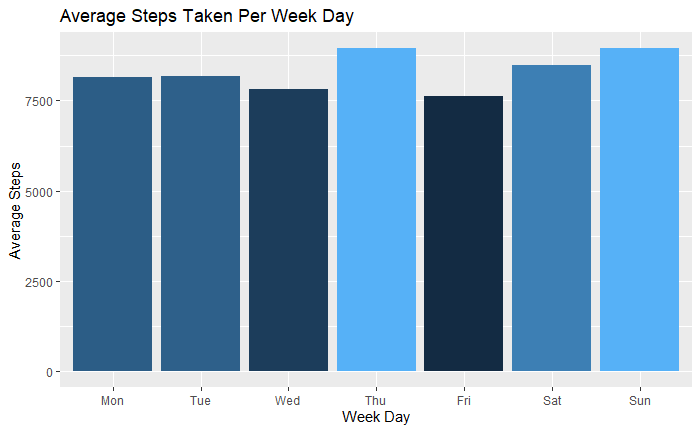 Average Steps Taken Per Week Day
Average Steps
7500
5000
2500
0
Mon Tue Wed Thu Fri Sat Sun
Week Day